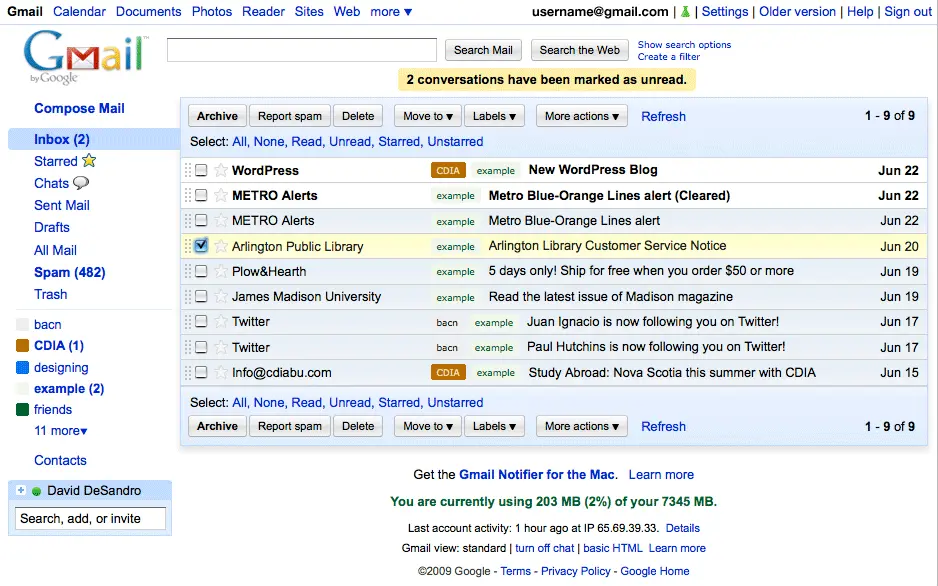 Gmail Calendar Documents Photos Reader Sites Web more ▼ username@gmail.com | | Settings | Older version | Help | Sign out
Gmail™ by Google
Search Mail Search the Web Show search options
Create a filter
2 conversations have been marked as unread.
Compose Mail
Inbox (2)
Starred
Chats
Sent Mail
Drafts
All Mail
Spam (482)
Trash
bacn
CDIA (1)
designing
example (2)
friends
11 more▼
Contacts
David DeSandro
Search, add, or invite
Archive Report spam Delete Move to ▼ Labels ▼ More actions ▼ Refresh 1 - 9 of 9
Select: All, None, Read, Unread, Starred, Unstarred
WordPress CDIA example New WordPress Blog Jun 22
METRO Alerts example Metro Blue-Orange Lines alert (Cleared) Jun 22
METRO Alerts example Metro Blue-Orange Lines alert Jun 22
Arlington Public Library example Arlington Library Customer Service Notice Jun 20
Plow&Hearth example 5 days only! Ship for free when you order $50 or more Jun 19
James Madison University example Read the latest issue of Madison magazine Jun 19
Twitter bacn example Juan Ignacio is now following you on Twitter! Jun 17
Twitter bacn example Paul Hutchins is now following you on Twitter! Jun 17
Info@cdiabu.com CDIA example Study Abroad: Nova Scotia this summer with CDIA Jun 15
Select: All, None, Read, Unread, Starred, Unstarred
Archive Report spam Delete Move to ▼ Labels ▼ More actions ▼ Refresh 1 - 9 of 9
Get the Gmail Notifier for the Mac. Learn more
You are currently using 203 MB (2%) of your 7345 MB.
Last account activity: 1 hour ago at IP 65.69.39.33. Details
Gmail view: standard | turn off chat | basic HTML Learn more
©2009 Google - Terms - Privacy Policy - Google Home